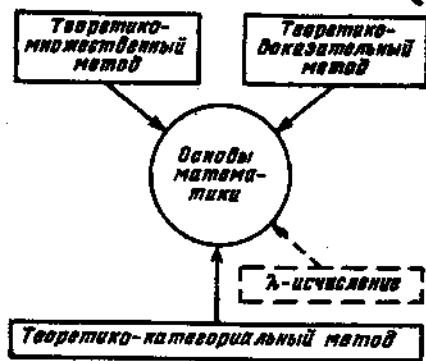 Теоретико-
множественный
метод
Теоретико-
доказательный
метод
Основы
матема-
тики
λ-исчисление
Теоретико-категориальный метод